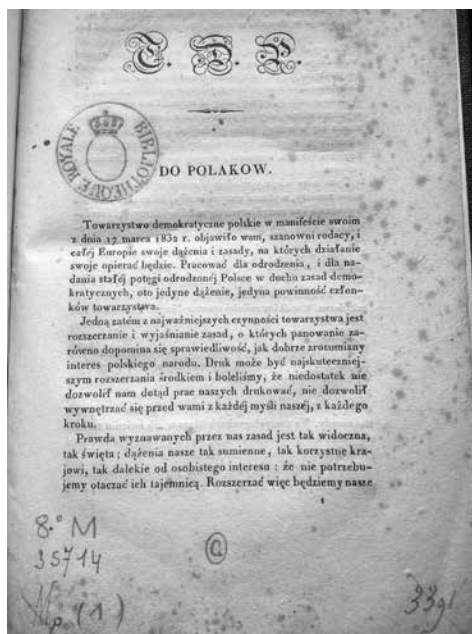 T. D. P.
BIBLIOTHEQUE ROYALE
DO POLAKOW.
Towarzystwo demokratyczne polskie w manifeście swoim
z dnia 17 marca 1832 r. objawiło wam, szanowni rodacy, i
całej Europie swoje dążenia i zasady, na których działanie
swoje opierać będzie. Pracować dla odrodzenia, i dla na-
dania stałej potęgi odrodzonej Polsce w duchu zasad demo-
kratycznych, oto jedyne dążenie, jedyna powinność człon-
ków towarzystwa.
Jedną zatém z najważniejszych czynności towarzystwa jest
rozszerzanie i wyjaśnianie zasad, o których panowanie za-
równo dopomina się sprawiedliwość, jak dobrze zrozumiany
interes polskiego narodu. Druk może być najskuteczniej-
szym rozszerzania środkiem i boleliśmy, że niedostatek nie
dozwolił nam dotąd prac naszych drukować, nie dozwolił
wywnętrzać się przed wami z każdéj myśli naszéj, z każdego
kroku.
Prawda wyznawanych przez nas zasad jest tak widoczna,
tak święta ; dążenia nasze tak sumienne, tak korzystne kra-
jowi, tak dalekie od osobistego interesu : że nie potrzebu-
jemy otaczać ich tajemnicą. Rozszerzać więc będziemy nasze
8.° M
35714
(1)
a